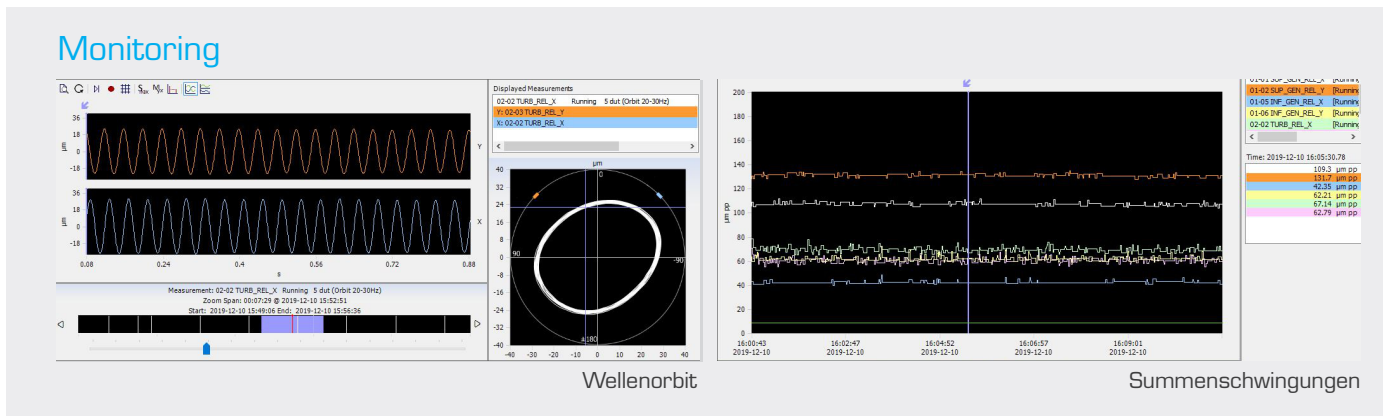 Monitoring
Displayed Measurements
02-02 TURB_REL_X Running 5 dut (Orbit 20-30Hz)
Y: 02-03 TURB_REL_Y
X: 02-02 TURB_REL_X
36
18
0
-18
µm
Y
36
18
0
-18
µm
X
0.08 0.24 0.4 0.56 0.72 0.88
s
Measurement: 02-02 TURB_REL_X Running 5 dut (Orbit 20-30Hz)
Zoom Span: 00:07:29 @ 2019-12-10 15:52:51
Start: 2019-12-10 15:49:06 End: 2019-12-10 15:56:36
µm
40
32
24
16
8
0
-8
-16
-24
-32
-40
0
90
-90
180
-40 -30 -20 -10 0 10 20 30 40
Wellenorbit
200
180
160
140
120
100
80
60
40
20
0
µm pp
16:00:43 16:02:47 16:04:52 16:06:57 16:09:01
2019-12-10 2019-12-10 2019-12-10 2019-12-10 2019-12-10
01-01 SUP_GEN_REL_X [Running
01-02 SUP_GEN_REL_Y [Running
01-05 INF_GEN_REL_X [Running
01-06 INF_GEN_REL_Y [Running
02-02 TURB_REL_X [Running
Time: 2019-12-10 16:05:30.78
109.3 µm pp
131.7 µm pp
42.35 µm pp
62.21 µm pp
67.14 µm pp
62.79 µm pp
Summenschwingungen